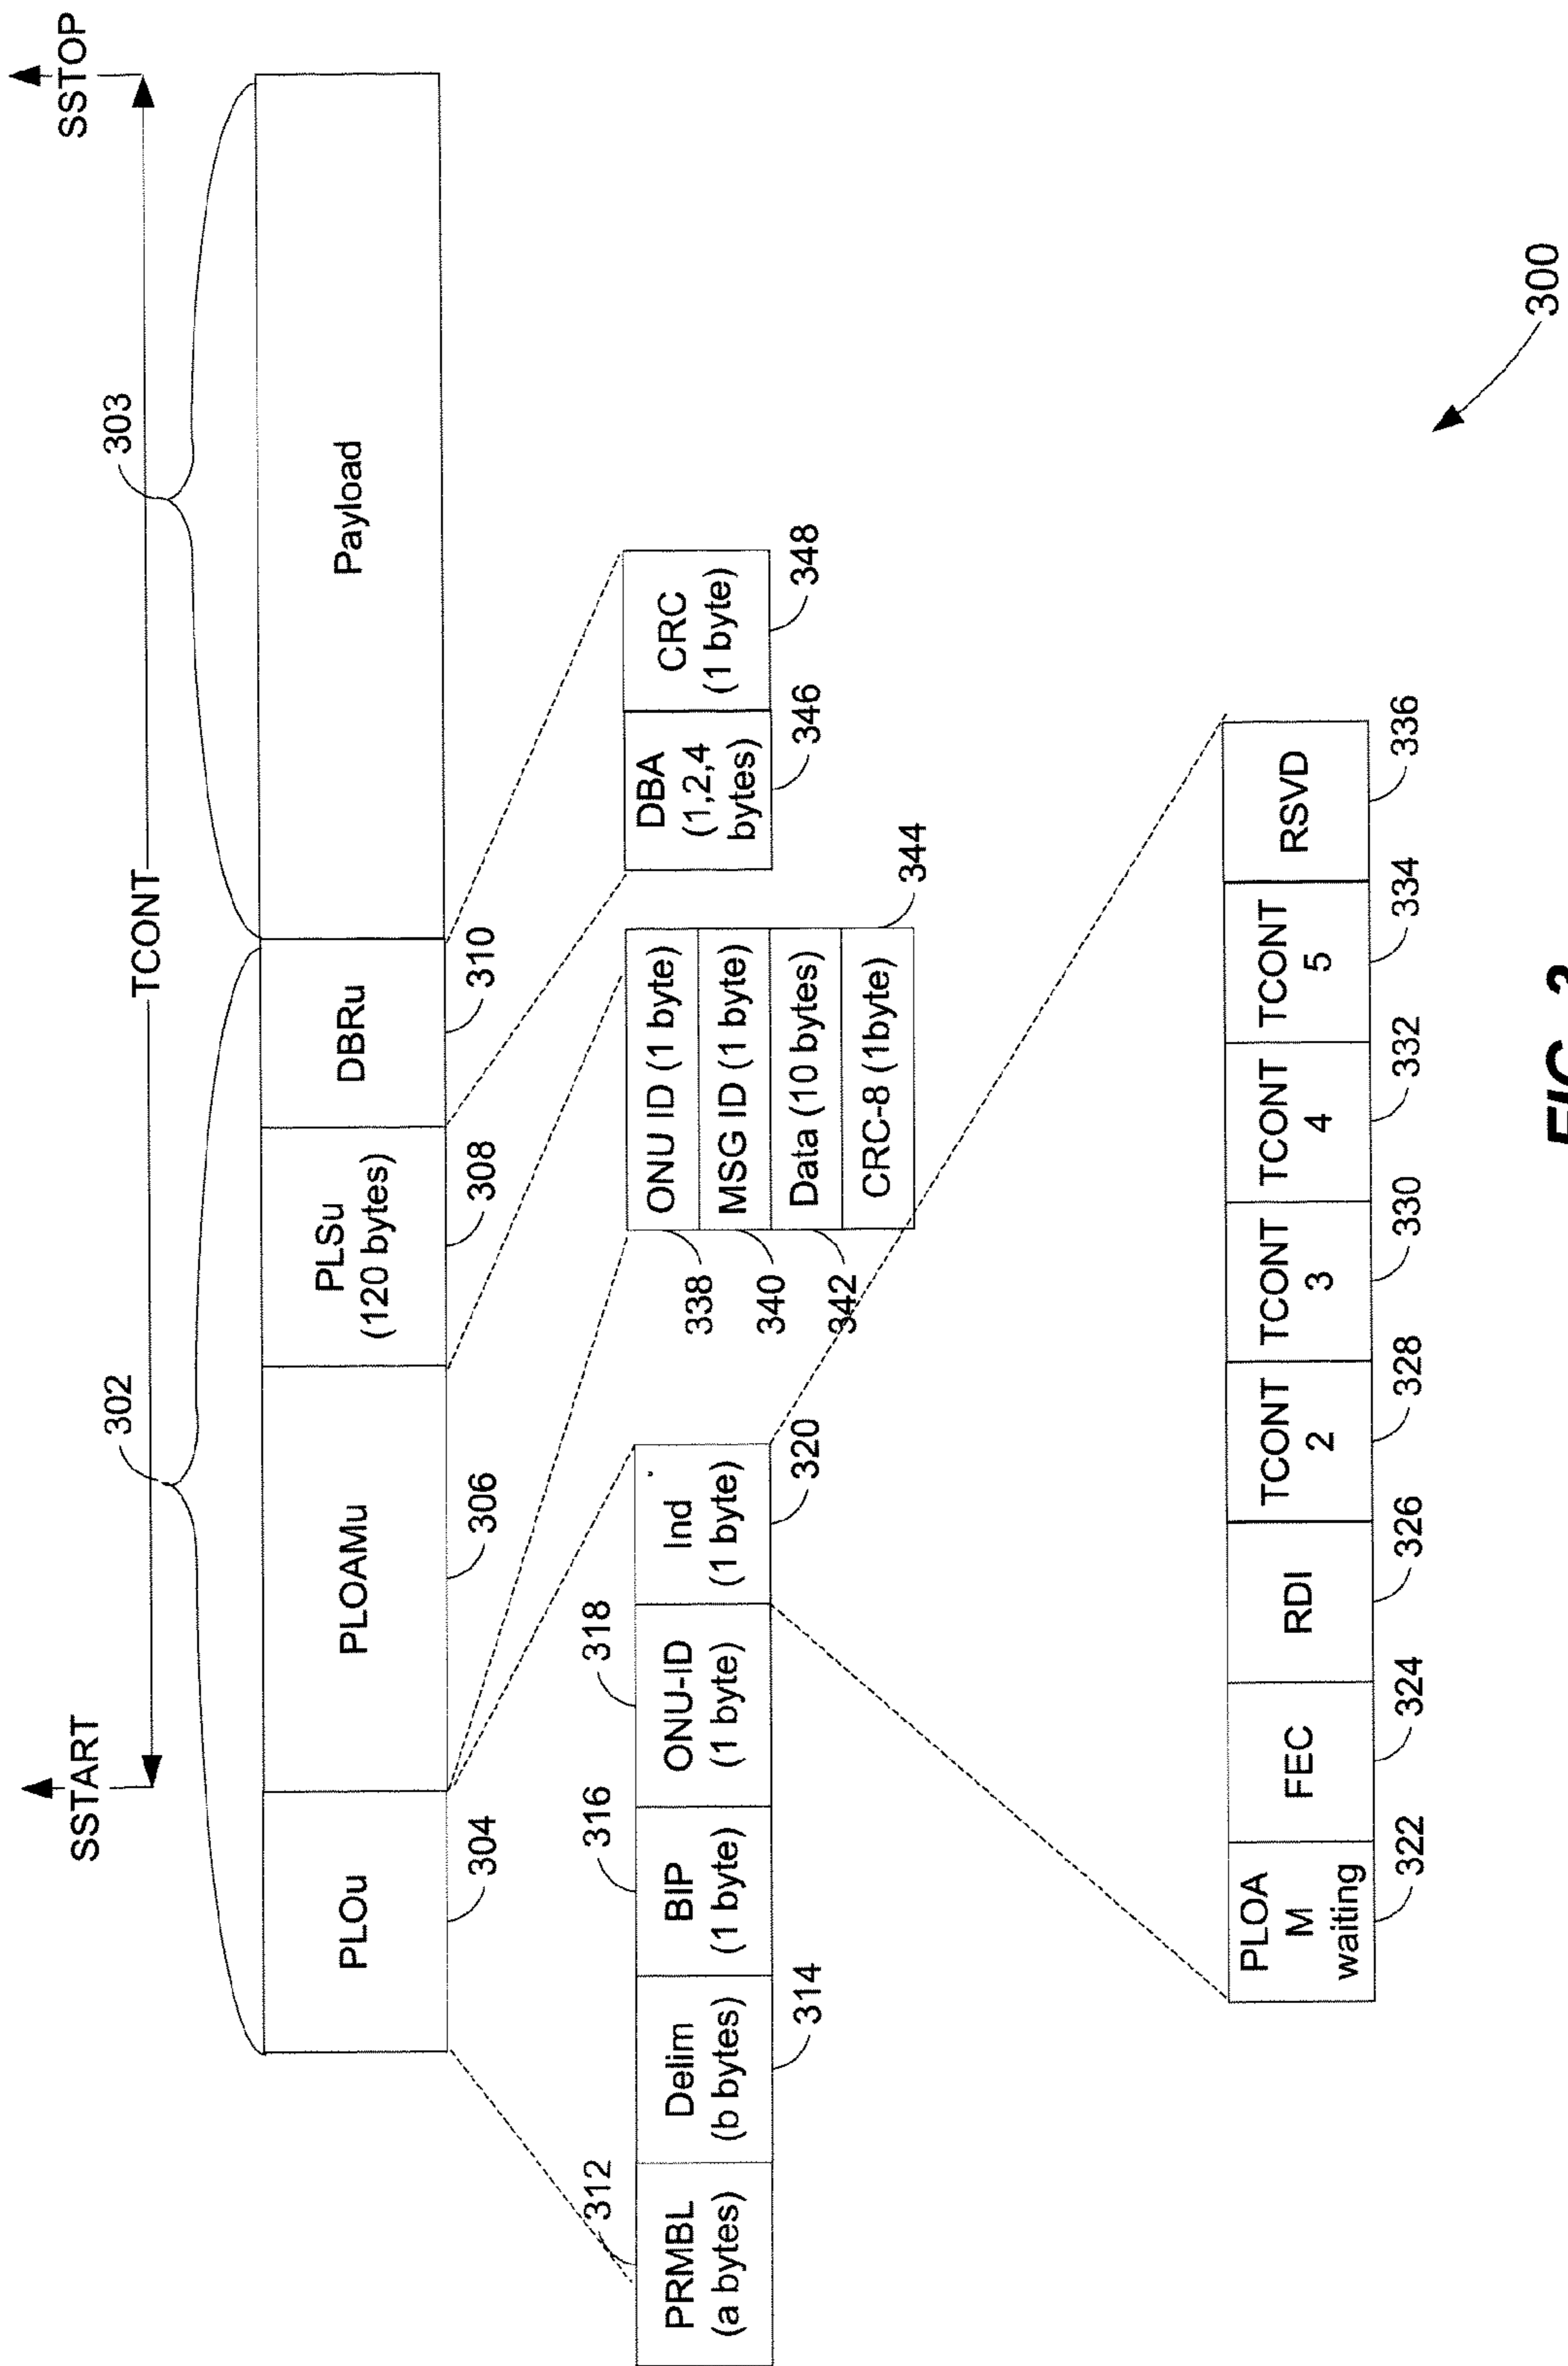 SSTART
SSTOP
TCONT
302
303
PLOu
PLOAMu
PLSu
(120 bytes)
DBRu
Payload
304
306
308
310
312
316
318
PRMBL
(a bytes)
Delim
(b bytes)
BIP
(1 byte)
ONU-ID
(1 byte)
Ind
(1 byte)
314
320
ONU ID (1 byte)
MSG ID (1 byte)
Data (10 bytes)
CRC-8 (1byte)
338
340
342
344
DBA
(1,2,4
bytes)
CRC
(1 byte)
346
348
PLOA
M
waiting
FEC
RDI
TCONT
2
TCONT
3
TCONT
4
TCONT
5
RSVD
322
324
326
328
330
332
334
336
300